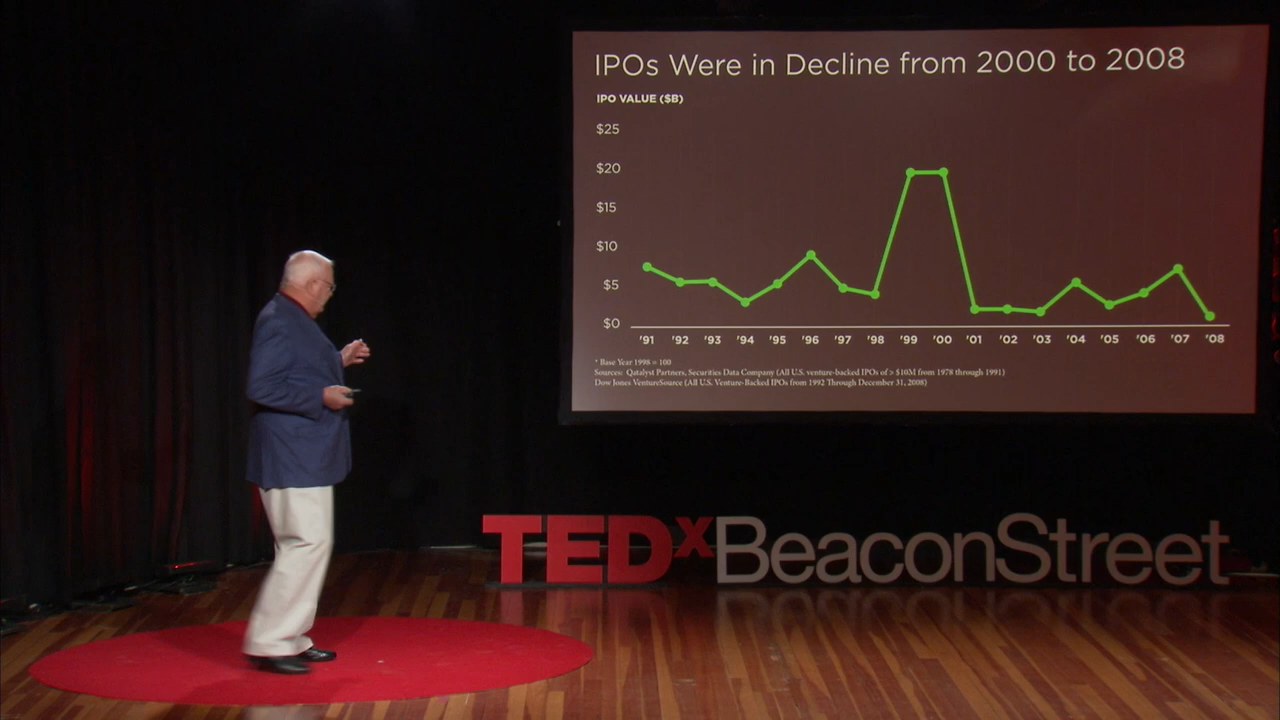 IPOs Were in Decline from 2000 to 2008
IPO VALUE ($B)
$25
$20
$15
$10
$5
$0
'91 '92 '93 '94 '95 '96 '97 '98 '99 '00 '01 '02 '03 '04 '05 '06 '07 '08
* Base Year 1998 = 100
Sources: Qatalyst Partners, Securities Data Company (All U.S. venture-backed IPOs of > $10M from 1978 through 1991)
Dow Jones VentureSource (All U.S. Venture-Backed IPOs from 1992 Through December 31, 2008)
TEDxBeaconStreet